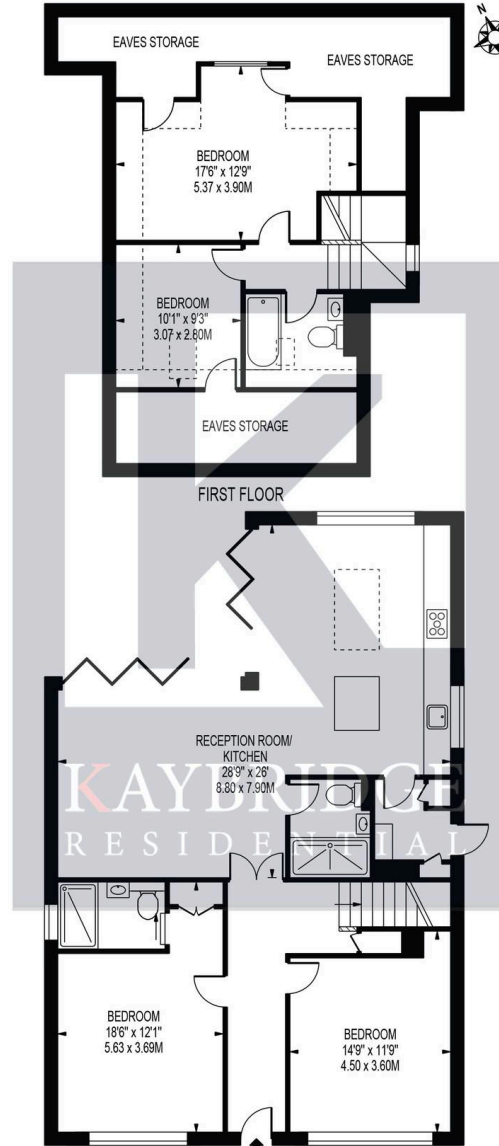 N
EAVES STORAGE
EAVES STORAGE
BEDROOM
17'6" x 12'9"
5.37 x 3.90M
BEDROOM
10'1" x 9'3"
3.07 x 2.80M
EAVES STORAGE
FIRST FLOOR
RECEPTION ROOM/
KITCHEN
28'9" x 26'
8.80 x 7.90M
KAYBRIDGE
RESIDENTIAL
BEDROOM
18'6" x 12'1"
5.63 x 3.69M
BEDROOM
14'9" x 11'9"
4.50 x 3.60M